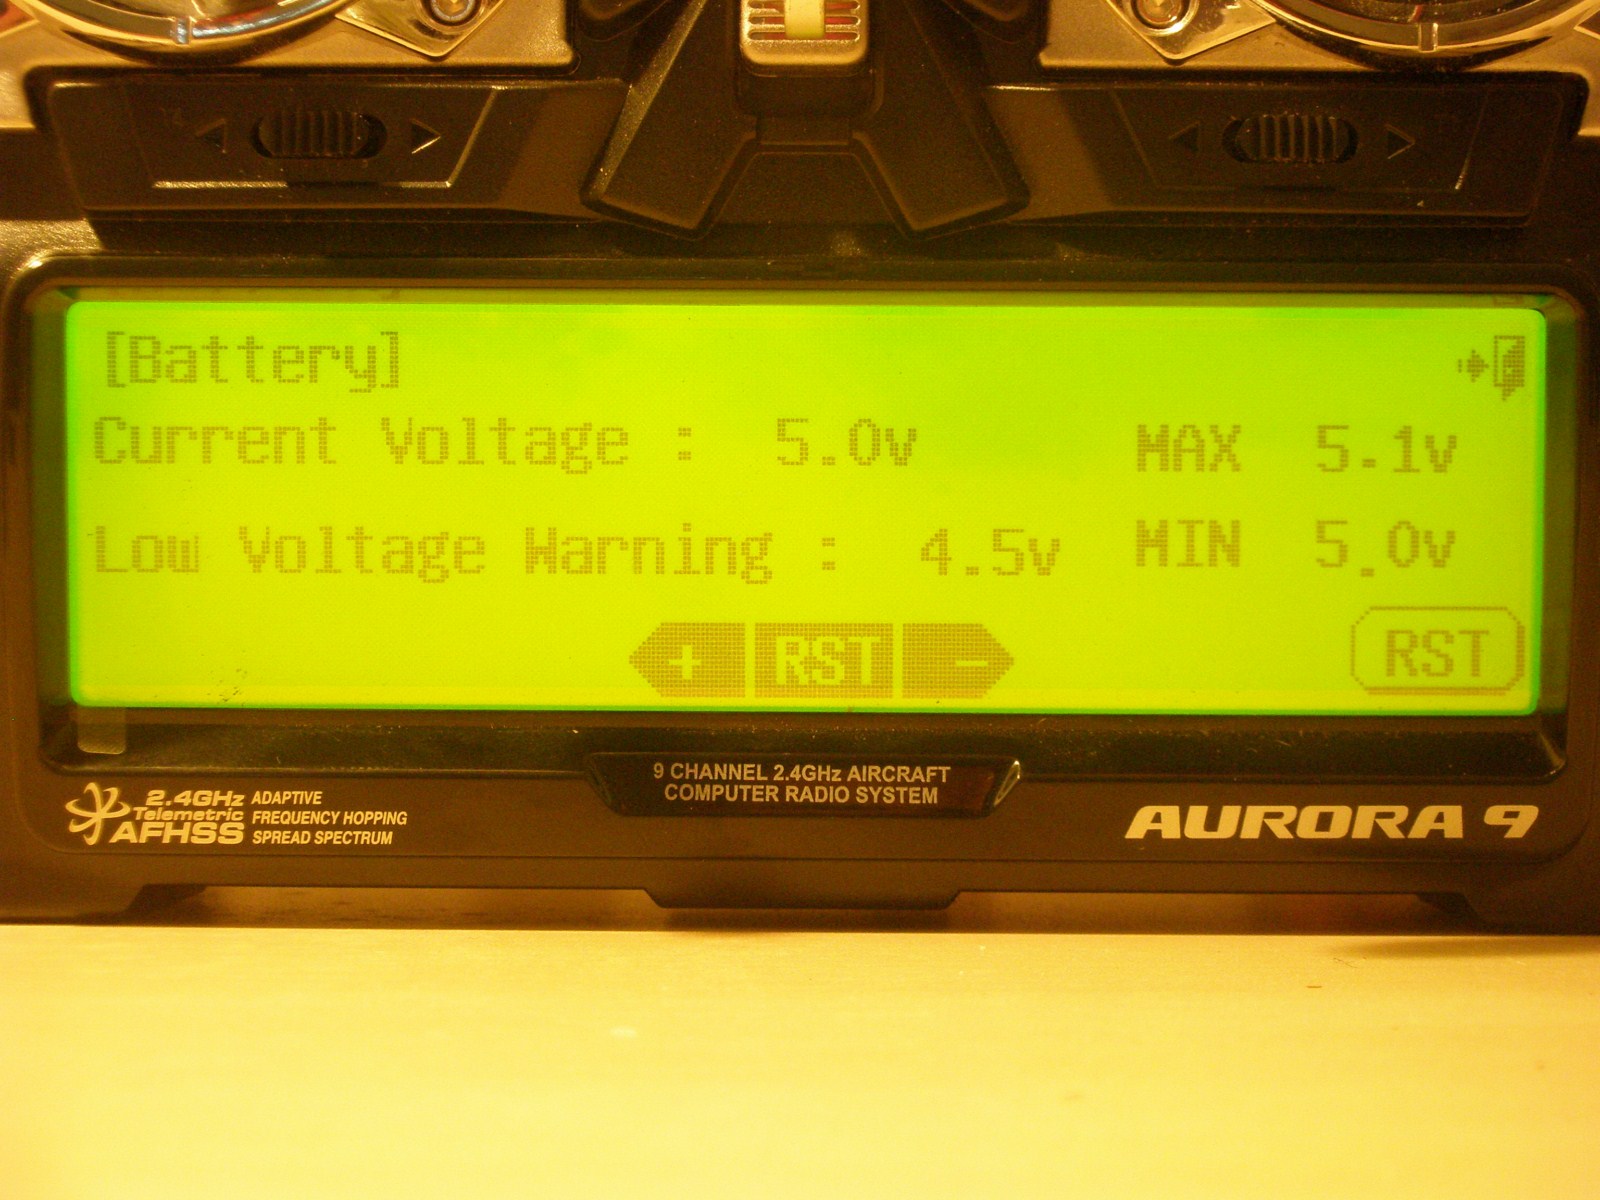 [Battery]
Current Voltage : 5.0v MAX 5.1v
Low Voltage Warning : 4.5v MIN 5.0v
+ RST - RST
9 CHANNEL 2.4GHz AIRCRAFT
COMPUTER RADIO SYSTEM
2.4GHz ADAPTIVE
Telemetric FREQUENCY HOPPING
AFHSS SPREAD SPECTRUM
AURORA 9